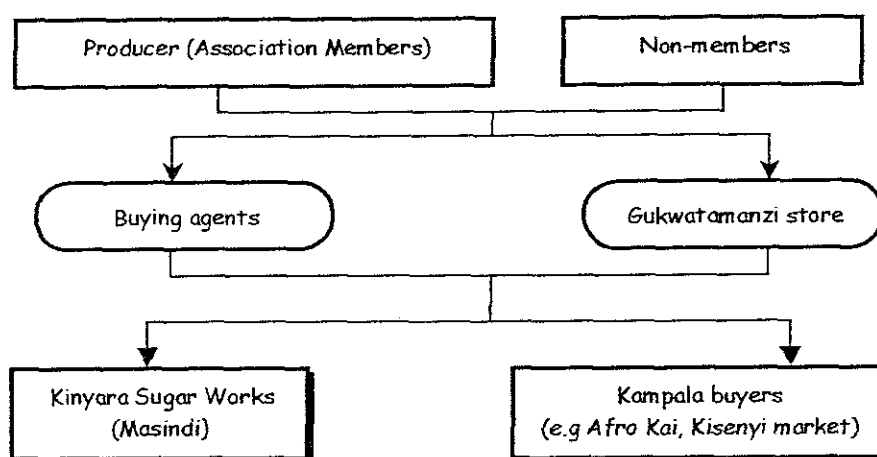 Producer (Association Members)
Non-members
Buying agents
Gukwatamanzi store
Kinyara Sugar Works
(Masindi)
Kampala buyers
(e.g Afro Kai, Kisenyi market)